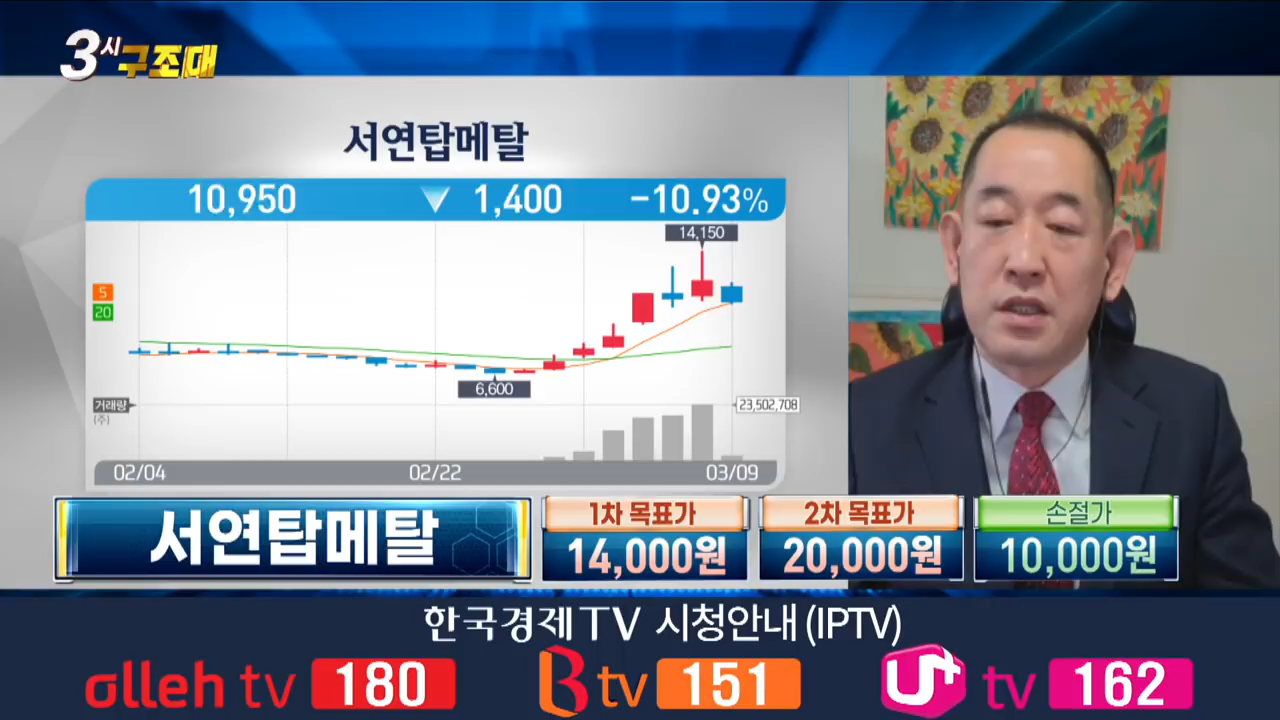 3시 구조대
서연탑메탈
10,950 ▼ 1,400 -10.93%
14,150
5
20
6,600
거래량
(주)
23,502,708
02/04 02/22 03/09
서연탑메탈
1차 목표가
14,000원
2차 목표가
20,000원
손절가
10,000원
한국경제TV 시청안내(IPTV)
olleh tv 180
B tv 151
U+ tv 162